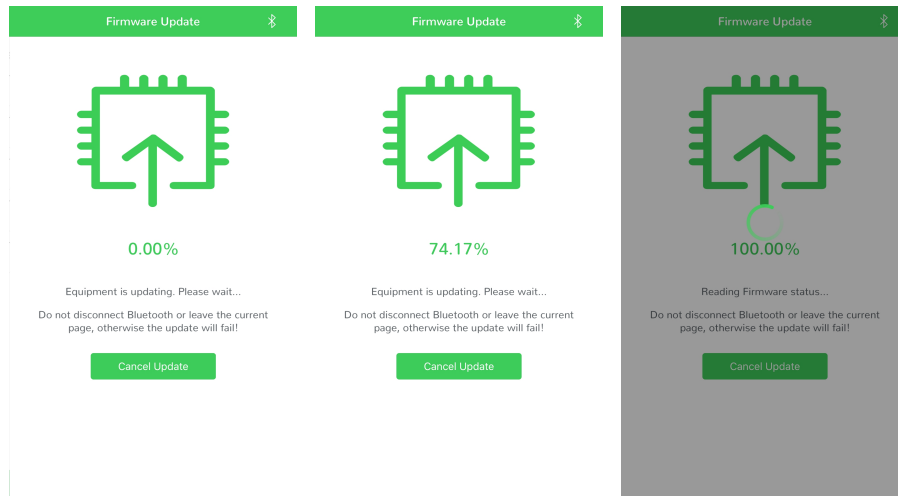 Firmware Update
0.00%
Equipment is updating. Please wait...
Do not disconnect Bluetooth or leave the current
page, otherwise the update will fail!
Cancel Update
Firmware Update
74.17%
Equipment is updating. Please wait...
Do not disconnect Bluetooth or leave the current
page, otherwise the update will fail!
Cancel Update
Firmware Update
100.00%
Reading Firmware status...
Do not disconnect Bluetooth or leave the current
page, otherwise the update will fail!
Cancel Update